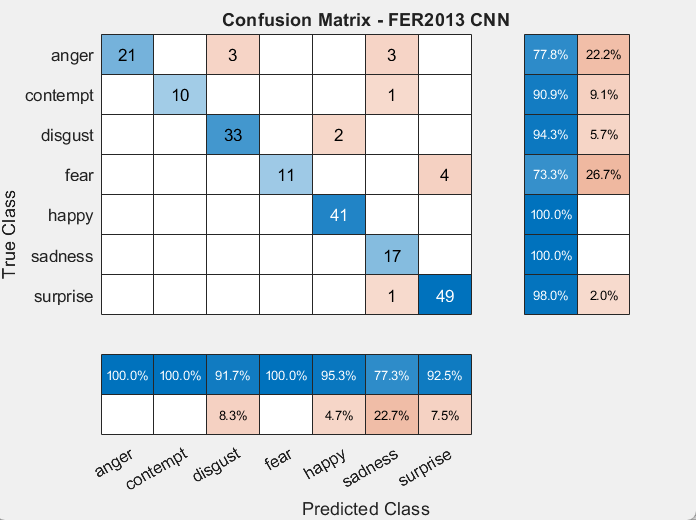 Confusion Matrix - FER2013 CNN
anger 21 3 3 77.8% 22.2%
contempt 10 1 90.9% 9.1%
disgust 33 2 94.3% 5.7%
fear 11 4 73.3% 26.7%
happy 41 100.0%
sadness 17 100.0%
surprise 1 49 98.0% 2.0%
True Class
100.0% 100.0% 91.7% 100.0% 95.3% 77.3% 92.5%
8.3% 4.7% 22.7% 7.5%
anger contempt disgust fear happy sadness surprise
Predicted Class